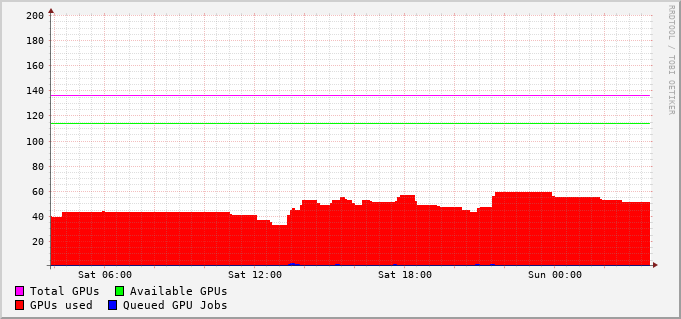 200
180
160
140
120
100
80
60
40
20
Sat 06:00 Sat 12:00 Sat 18:00 Sun 00:00
Total GPUs Available GPUs
GPUs used Queued GPU Jobs
RRDTOOL / TOBI OETIKER